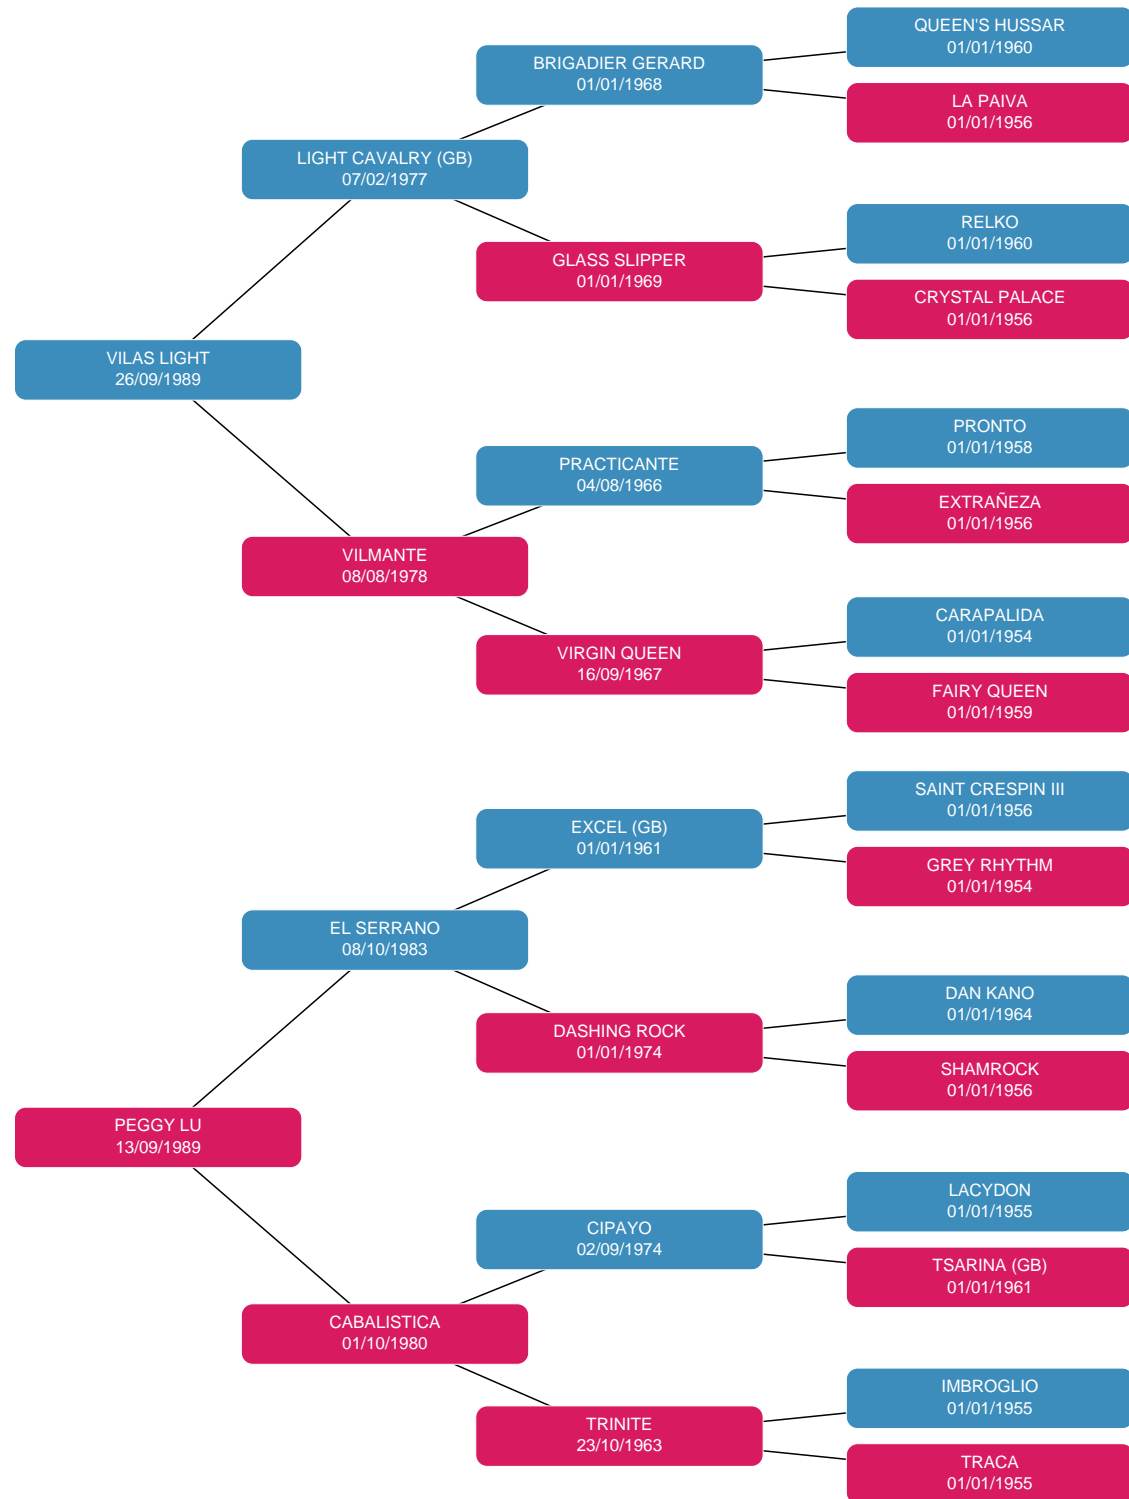 QUEEN'S HUSSAR
01/01/1960
BRIGADIER GERARD
01/01/1968
LA PAIVA
01/01/1956
LIGHT CAVALRY (GB)
07/02/1977
RELKO
01/01/1960
GLASS SLIPPER
01/01/1969
CRYSTAL PALACE
01/01/1956
VILAS LIGHT
26/09/1989
PRONTO
01/01/1958
PRACTICANTE
04/08/1966
EXTRAÑEZA
01/01/1956
VILMANTE
08/08/1978
CARAPALIDA
01/01/1954
VIRGIN QUEEN
16/09/1967
FAIRY QUEEN
01/01/1959
SAINT CRESPIN III
01/01/1956
EXCEL (GB)
01/01/1961
GREY RHYTHM
01/01/1954
EL SERRANO
08/10/1983
DAN KANO
01/01/1964
DASHING ROCK
01/01/1974
SHAMROCK
01/01/1956
PEGGY LU
13/09/1989
LACYDON
01/01/1955
CIPAYO
02/09/1974
TSARINA (GB)
01/01/1961
CABALISTICA
01/10/1980
IMBROGLIO
01/01/1955
TRINITE
23/10/1963
TRACA
01/01/1955